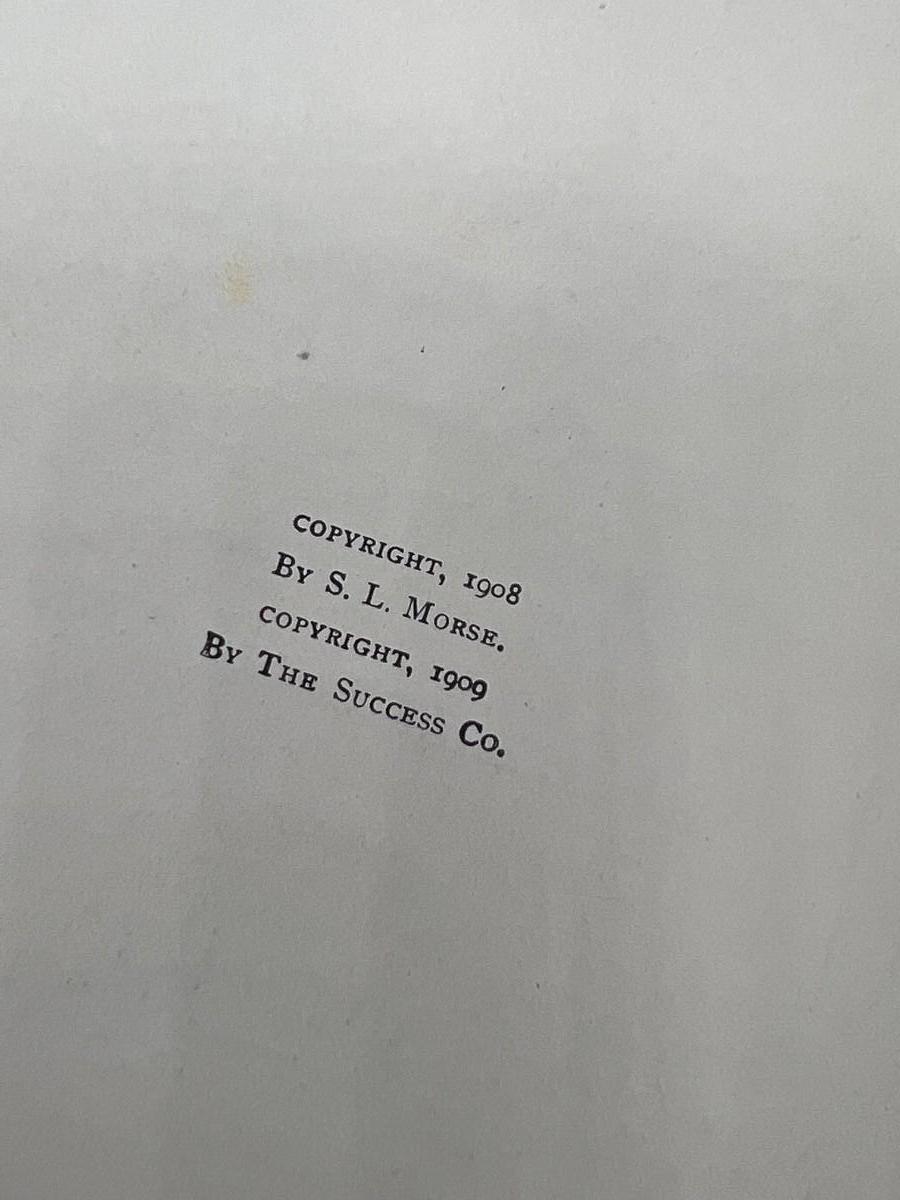 COPYRIGHT, 1908
BY S. L. MORSE.
COPYRIGHT, 1909
BY THE SUCCESS CO.